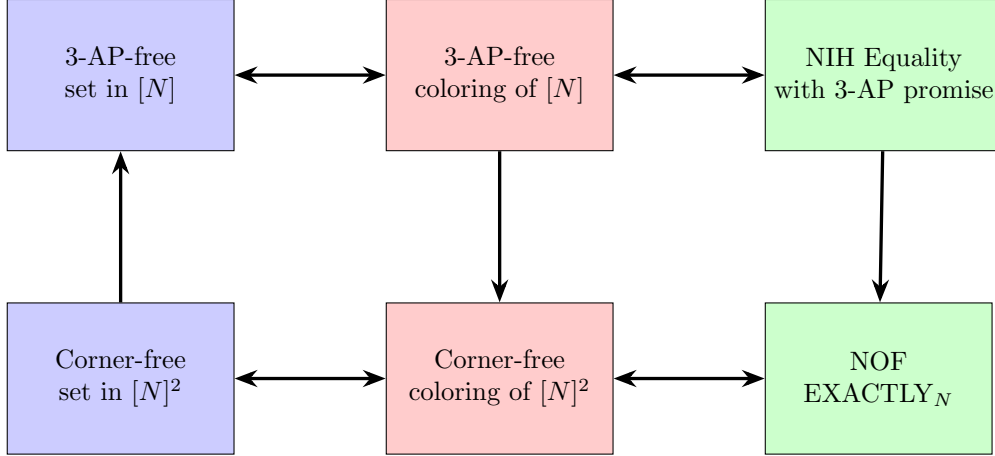 3-AP-free
set in [N]
3-AP-free
coloring of [N]
NIH Equality
with 3-AP promise
Corner-free
set in [N]²
Corner-free
coloring of [N]²
NOF
EXACTLY_N